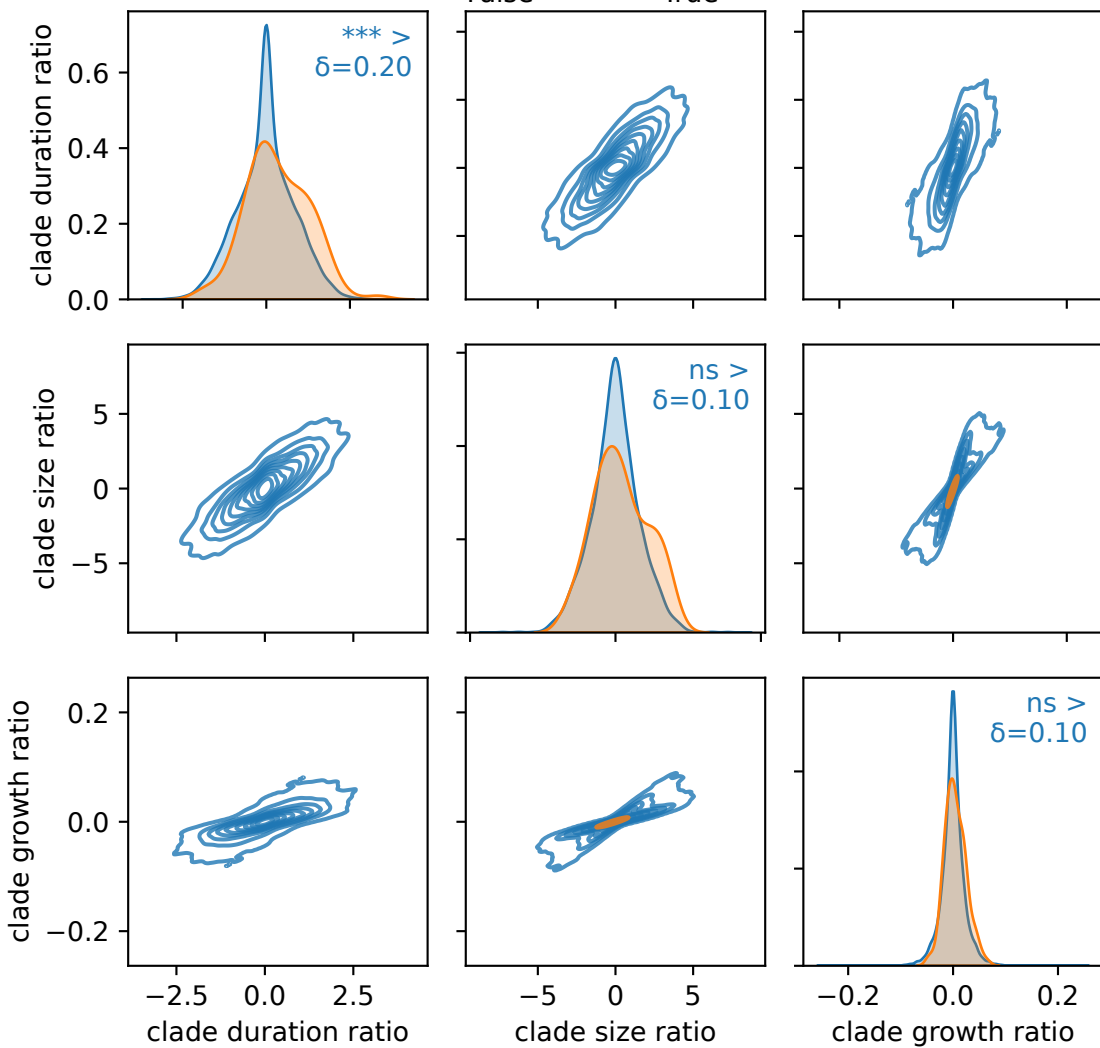 True
clade duration ratio
0.6
0.4
0.2
0.0
*** >
δ=0.20
clade size ratio
5
0
−5
ns >
δ=0.10
clade growth ratio
0.2
0.0
−0.2
ns >
δ=0.10
−2.5 0.0 2.5
−5 0 5
−0.2 0.0 0.2
clade duration ratio
clade size ratio
clade growth ratio